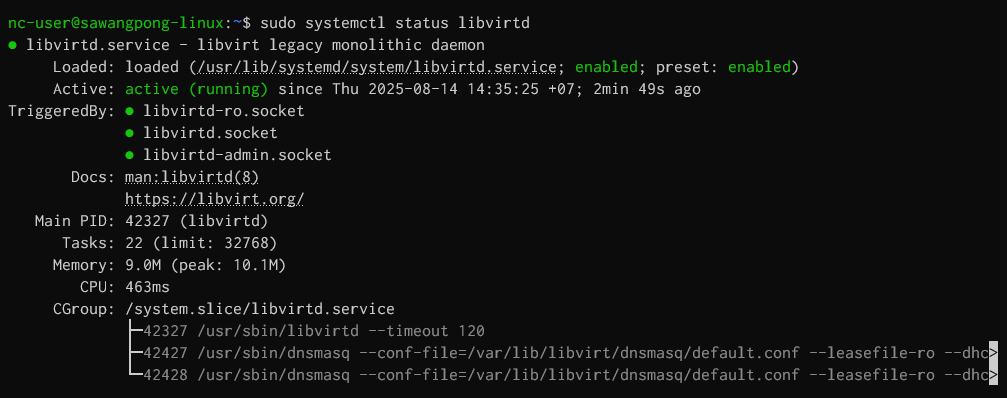 nc-user@sawangpong-linux:~$ sudo systemctl status libvirtd
● libvirtd.service - libvirt legacy monolithic daemon
     Loaded: loaded (/usr/lib/systemd/system/libvirtd.service; enabled; preset: enabled)
     Active: active (running) since Thu 2025-08-14 14:35:25 +07; 2min 49s ago
TriggeredBy: ● libvirtd-ro.socket
             ● libvirtd.socket
             ● libvirtd-admin.socket
       Docs: man:libvirtd(8)
             https://libvirt.org/
   Main PID: 42327 (libvirtd)
      Tasks: 22 (limit: 32768)
     Memory: 9.0M (peak: 10.1M)
        CPU: 463ms
     CGroup: /system.slice/libvirtd.service
             ├─42327 /usr/sbin/libvirtd --timeout 120
             ├─42427 /usr/sbin/dnsmasq --conf-file=/var/lib/libvirt/dnsmasq/default.conf --leasefile-ro --dhc>
             └─42428 /usr/sbin/dnsmasq --conf-file=/var/lib/libvirt/dnsmasq/default.conf --leasefile-ro --dhc>